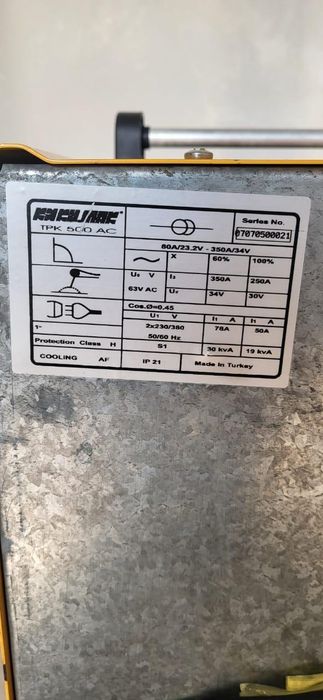 TPK 500 AC
Series No.
07070500021
80A/23.2V - 350A/34V
X 60% 100%
U₀ V I₂ 350A 250A
63V AC U₂ 34V 30V
Cos.Ø=0.45
U₁ V I₁ A I₁ A
1~ 2x230/380 78A 50A
50/60 Hz
Protection Class H S1 30 kVA 19 kVA
COOLING AF IP 21 Made In Turkey